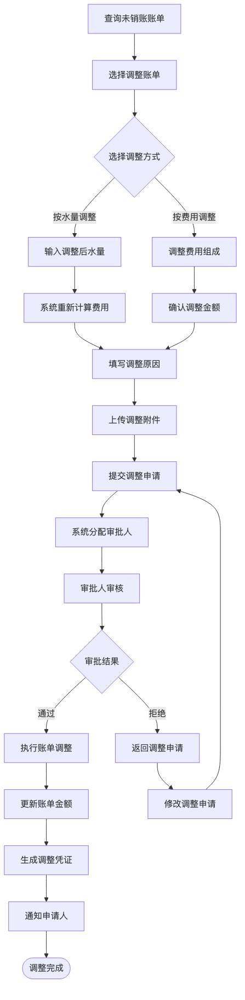 查询未销账账单
选择调整账单
选择调整方式
按水量调整
按费用调整
输入调整后水量
调整费用组成
系统重新计算费用
确认调整金额
填写调整原因
上传调整附件
提交调整申请
系统分配审批人
审批人审核
审批结果
通过
拒绝
执行账单调整
返回调整申请
更新账单金额
修改调整申请
生成调整凭证
通知申请人
调整完成